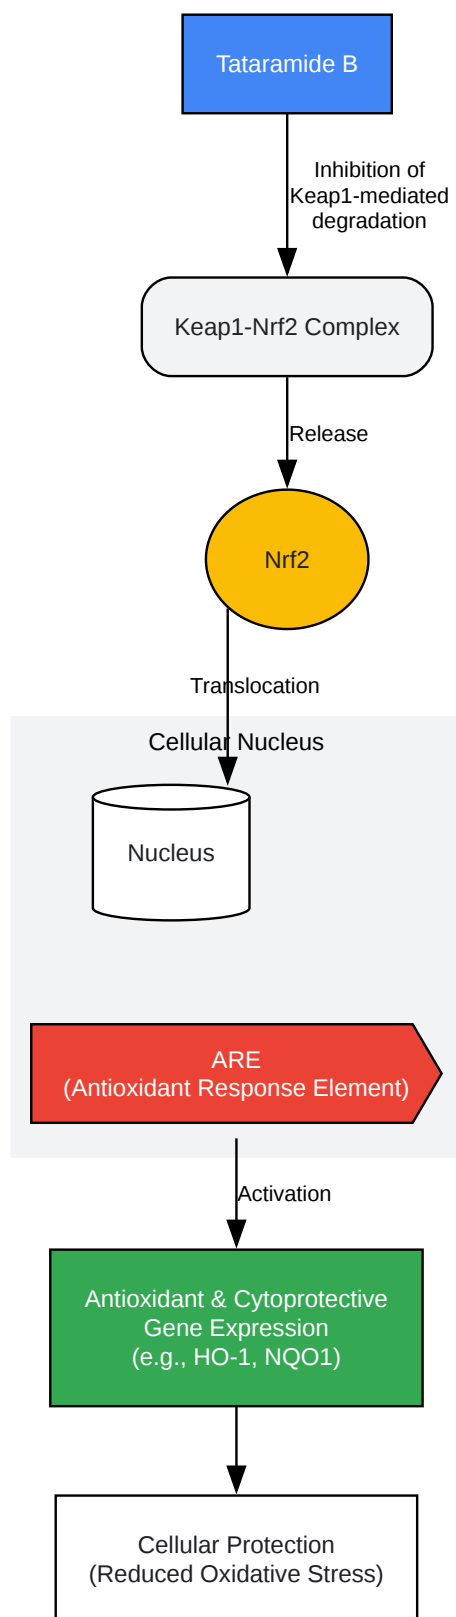 Tataramide B
Inhibition of
Keap1-mediated
degradation
Keap1-Nrf2 Complex
Release
Nrf2
Translocation
Cellular Nucleus
Nucleus
ARE
(Antioxidant Response Element)
Activation
Antioxidant & Cytoprotective
Gene Expression
(e.g., HO-1, NQO1)
Cellular Protection
(Reduced Oxidative Stress)